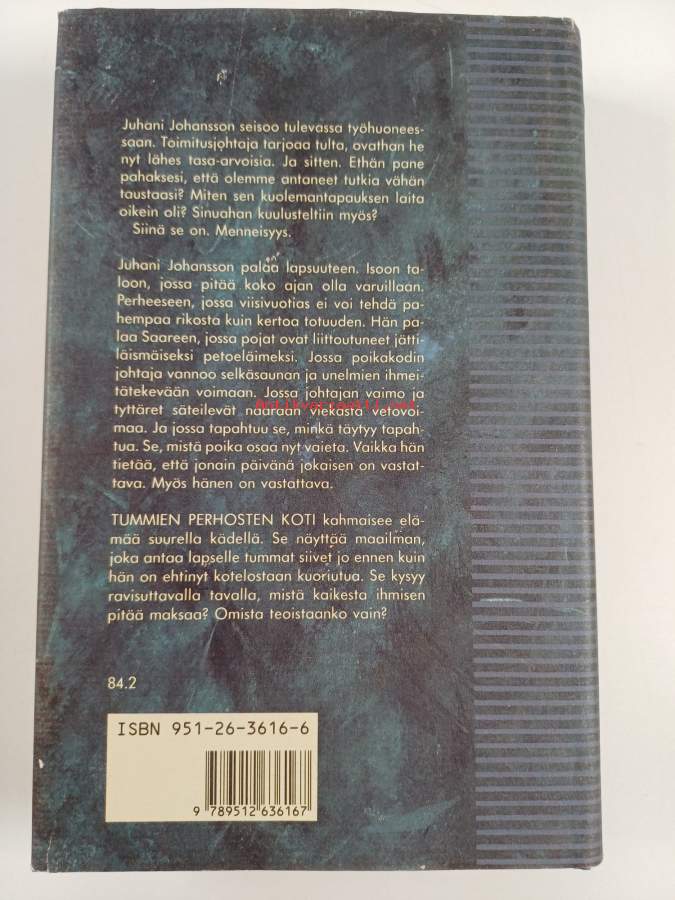 Juhani Johansson seisoo tulevassa työhuonees-
saan. Toimitusjohtaja tarjoaa tulta, ovathan he
nyt lähes tasa-arvoisia. Ja sitten. Ethän pane
pahaksesi, että olemme antaneet tutkia vähän
taustaasi? Miten sen kuolemantapauksen laita
oikein oli? Sinuahan kuulusteltiin myös?
Siinä se on. Menneisyys.
Juhani Johansson palaa lapsuuteen. Isoon ta-
loon, jossa pitää koko ajan olla varuillaan.
Perheeseen, jossa viisivuotias ei voi tehdä pa-
hempaa rikosta kuin kertoa totuuden. Hän pa-
laa Saareen, jossa pojat ovat liittoutuneet jätti-
läismäiseksi petoeläimeksi. Jossa poikakodin
johtaja vannoo selkäsaunan ja unelmien ihmei-
tätekevään voimaan. Jossa johtajan vaimo ja
tyttäret säteilevät naaraan viekasta vetovoi-
maa. Ja jossa tapahtuu se, minkä täytyy tapah-
tua. Se, mistä poika osaa nyt vaieta. Vaikka hän
tietää, että jonain päivänä jokaisen on vastat-
tava. Myös hänen on vastattava.
TUMMIEN PERHOSTEN KOTI kahmaisee elä-
mää suurella kädellä. Se näyttää maailman,
joka antaa lapselle tummat siivet jo ennen kuin
hän on ehtinyt kotelostaan kuoriutua. Se kysyy
ravisuttavalla tavalla, mistä kaikesta ihmisen
pitää maksaa? Omista teoistaanko vain?
84.2
ISBN 951-26-3616-6
9 789512 636167